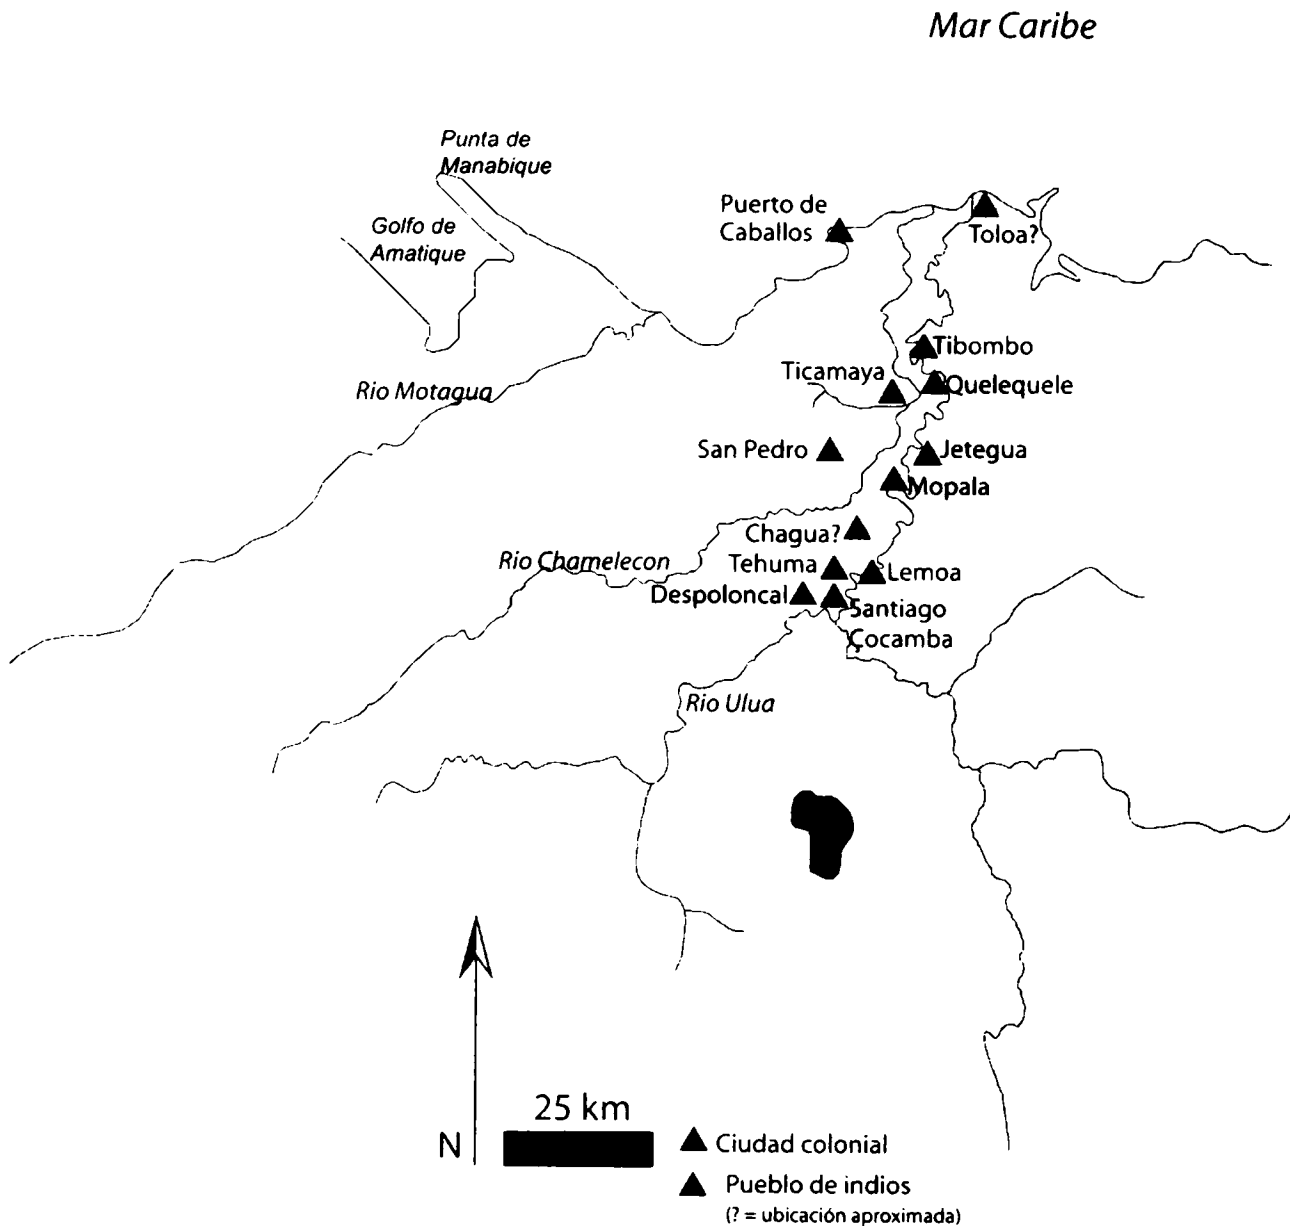 Mar Caribe
Punta de
Manabique
Golfo de
Amatique
Puerto de
Caballos
Toloa?
Tibombo
Ticamaya
Quelequele
Rio Motagua
San Pedro
Jetegua
Mopala
Chagua?
Rio Chamelecon
Tehuma
Lemoa
Despoloncal
Santiago
Çocamba
Rio Ulua
25 km
N
Ciudad colonial
Pueblo de indios
(? = ubicación aproximada)